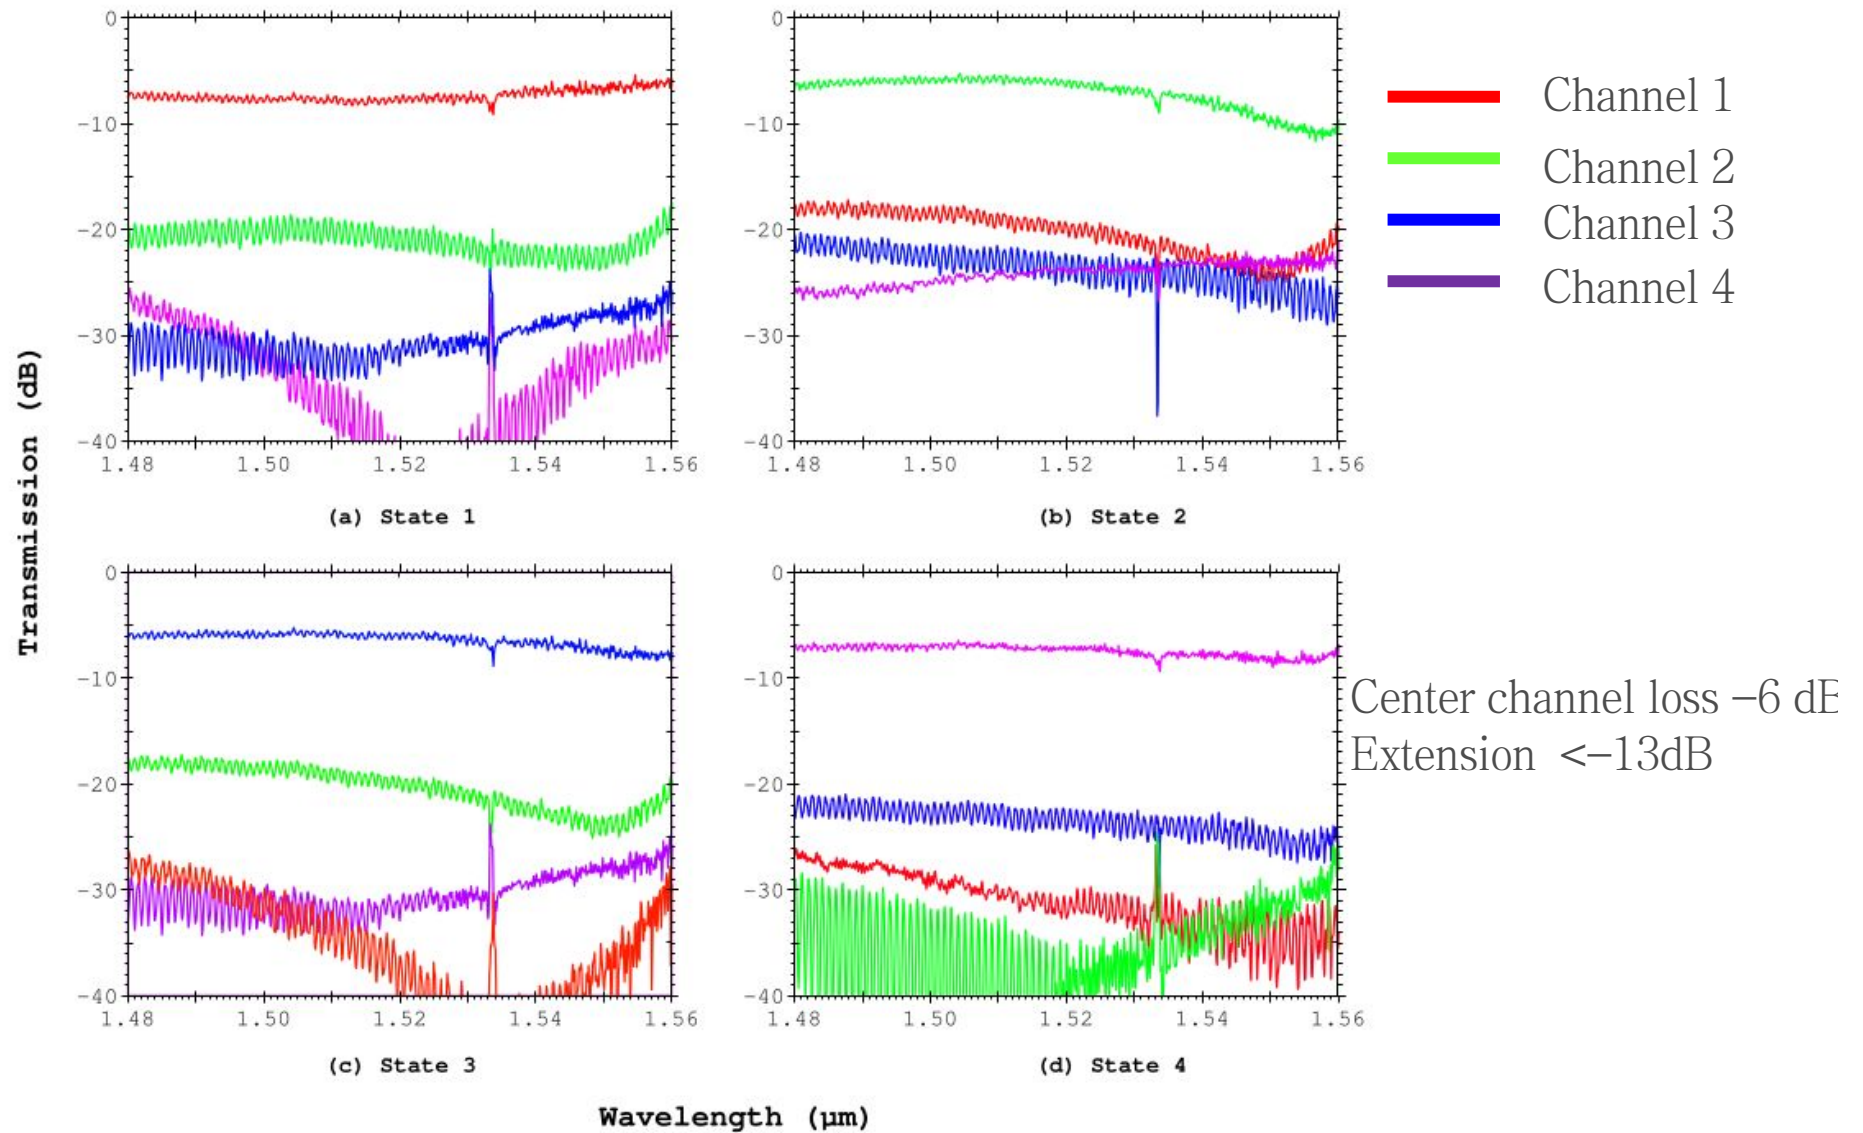 Transmission (dB)
0
-10
-20
-30
-40
1.48 1.50 1.52 1.54 1.56
(a) State 1
0
-10
-20
-30
-40
1.48 1.50 1.52 1.54 1.56
(b) State 2
Channel 1
Channel 2
Channel 3
Channel 4
0
-10
-20
-30
-40
1.48 1.50 1.52 1.54 1.56
(c) State 3
0
-10
-20
-30
-40
1.48 1.50 1.52 1.54 1.56
(d) State 4
Center channel loss −6 dB
Extension <−13dB
Wavelength (µm)